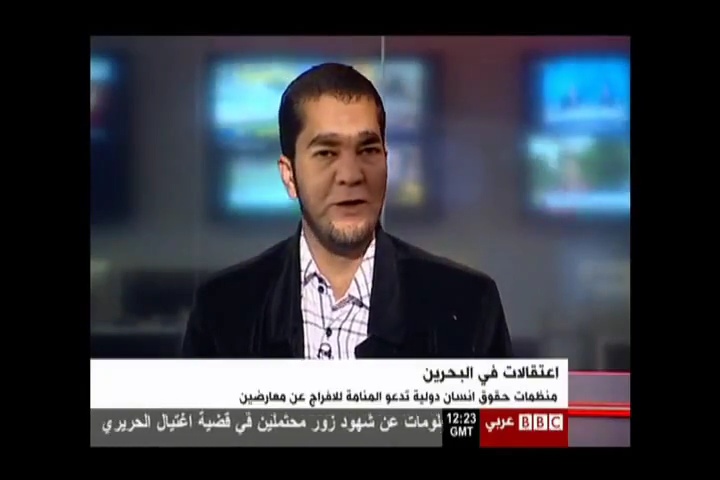 اعتقالات في البحرين
منظمات حقوق انسان دولية تدعو المنامة للافراج عن معارضين
عن شهود زور محتملين في قضية اغتيال الحريري
12:23
GMT
عربي BBC